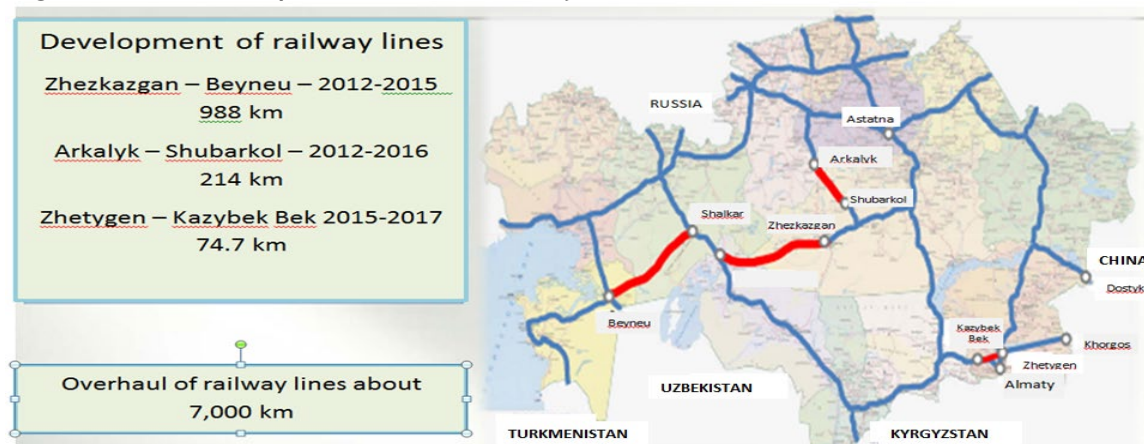 Development of railway lines
Zhezkazgan – Beyneu – 2012-2015
988 km
Arkalyk – Shubarkol – 2012-2016
214 km
Zhetygen – Kazybek Bek 2015-2017
74.7 km
Overhaul of railway lines about
7,000 km
RUSSIA
Astatna
Arkalyk
Shubarkol
Shalkar
Zhezkazgan
CHINA
Dostyk
Beyneu
Kazybek
Bek
Khorgos
Zhetygen
Almaty
UZBEKISTAN
TURKMENISTAN
KYRGYZSTAN